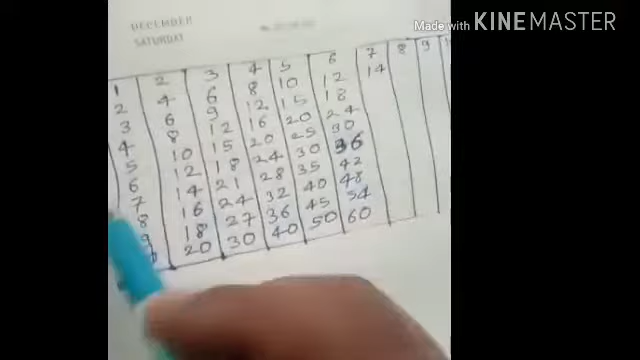 Made with KINEMASTER
DECEMBER
SATURDAY
1 2 3 4 5 6 7 8 9
2 4 6 8 10 12 14
3 6 9 12 15 18
4 8 12 16 20 24
5 10 15 20 25 30
6 12 18 24 30 36
7 14 21 28 35 42
8 16 24 32 40 48
9 18 27 36 45 54
20 30 40 50 60